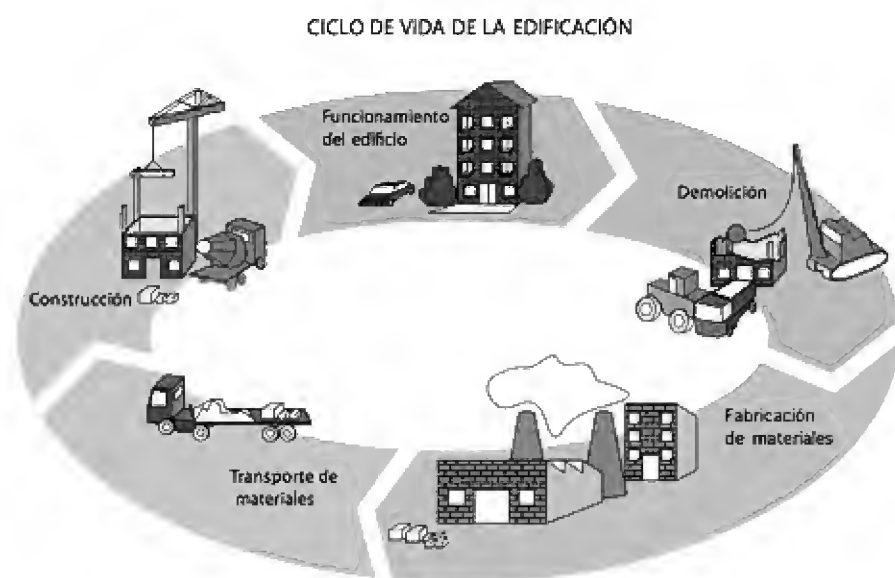 CICLO DE VIDA DE LA EDIFICACIÓN
Funcionamiento
del edificio
Demolición
Construcción
Fabricación
de materiales
Transporte de
materiales